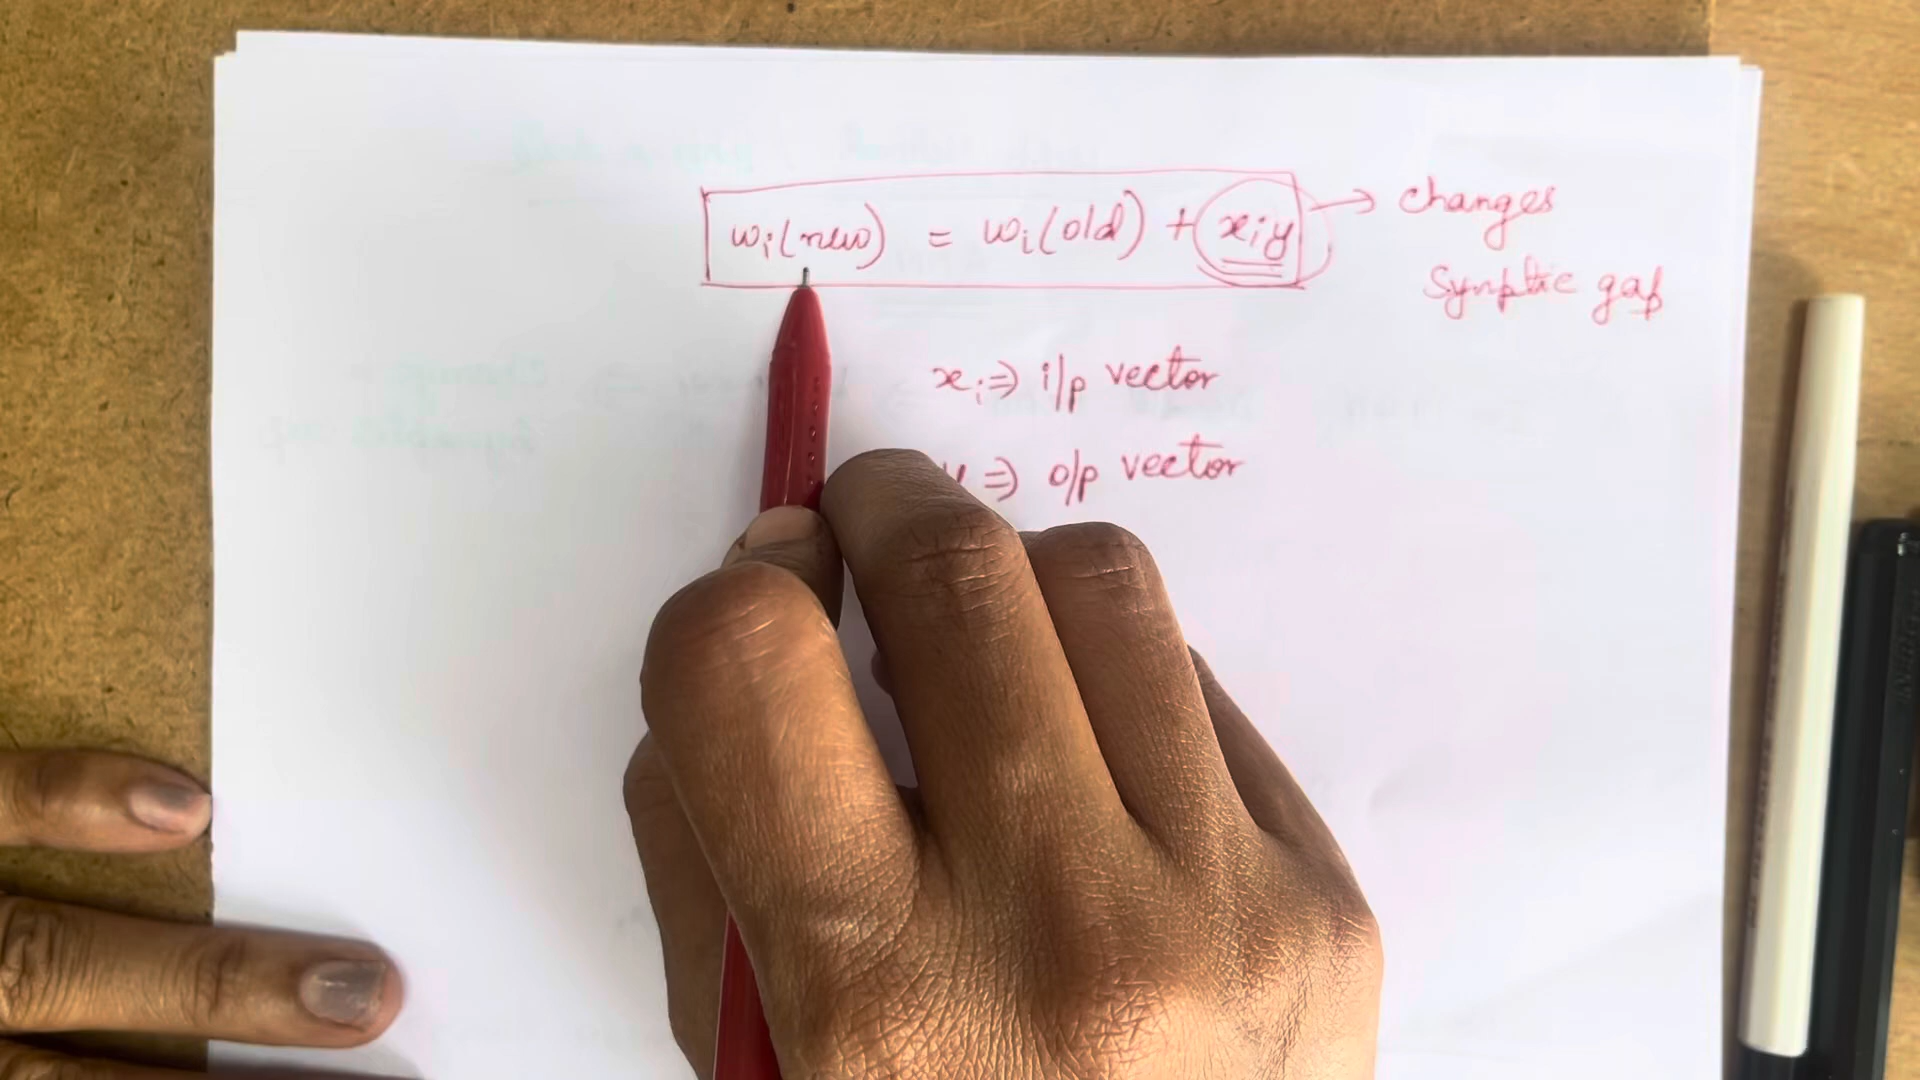 wi(new) = wi(old) + xiy → changes
Synptic gap
xi ⇒ i/p vector
y ⇒ o/p vector